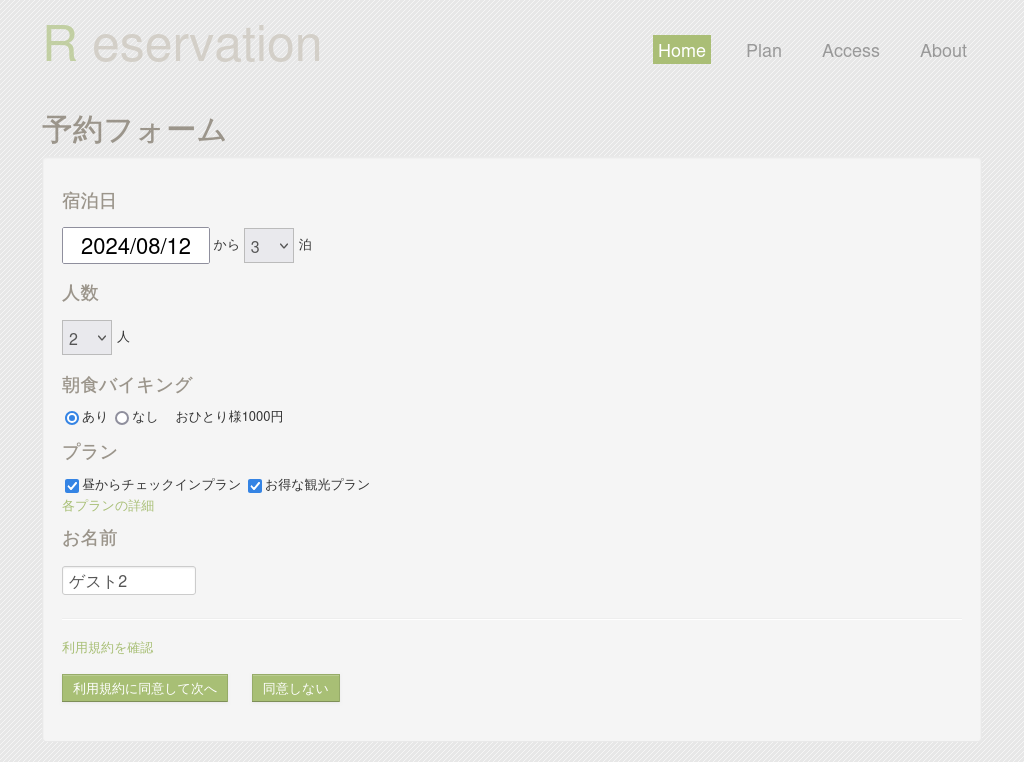 R eservation
Home Plan Access About
予約フォーム
宿泊日
2024/08/12 から 3 泊
人数
2 人
朝食バイキング
あり なし おひとり様1000円
プラン
昼からチェックインプラン お得な観光プラン
各プランの詳細
お名前
ゲスト2
利用規約を確認
利用規約に同意して次へ 同意しない